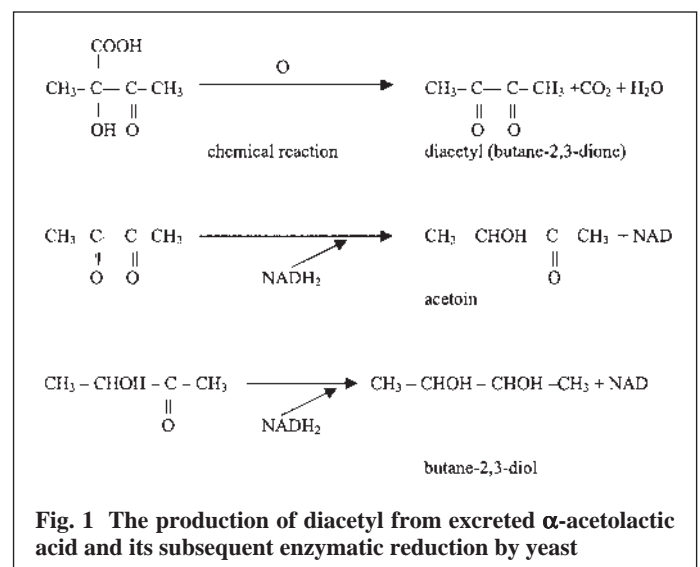 COOH
|
CH₃– C— C– CH₃ O CH₃– C— C– CH₃ +CO₂ + H₂O
| || || ||
OH O O O
chemical reaction diacetyl (butane-2,3-dione)
CH₃ C C CH₃ CH₃ CHOH C CH₃ – NAD
|| || ||
O O NADH₂ O
acetoin
CH₃ – CHOH – C – CH₃ CH₃ – CHOH – CHOH –CH₃ + NAD
||
O NADH₂
butane-2,3-diol
Fig. 1 The production of diacetyl from excreted α-acetolactic
acid and its subsequent enzymatic reduction by yeast